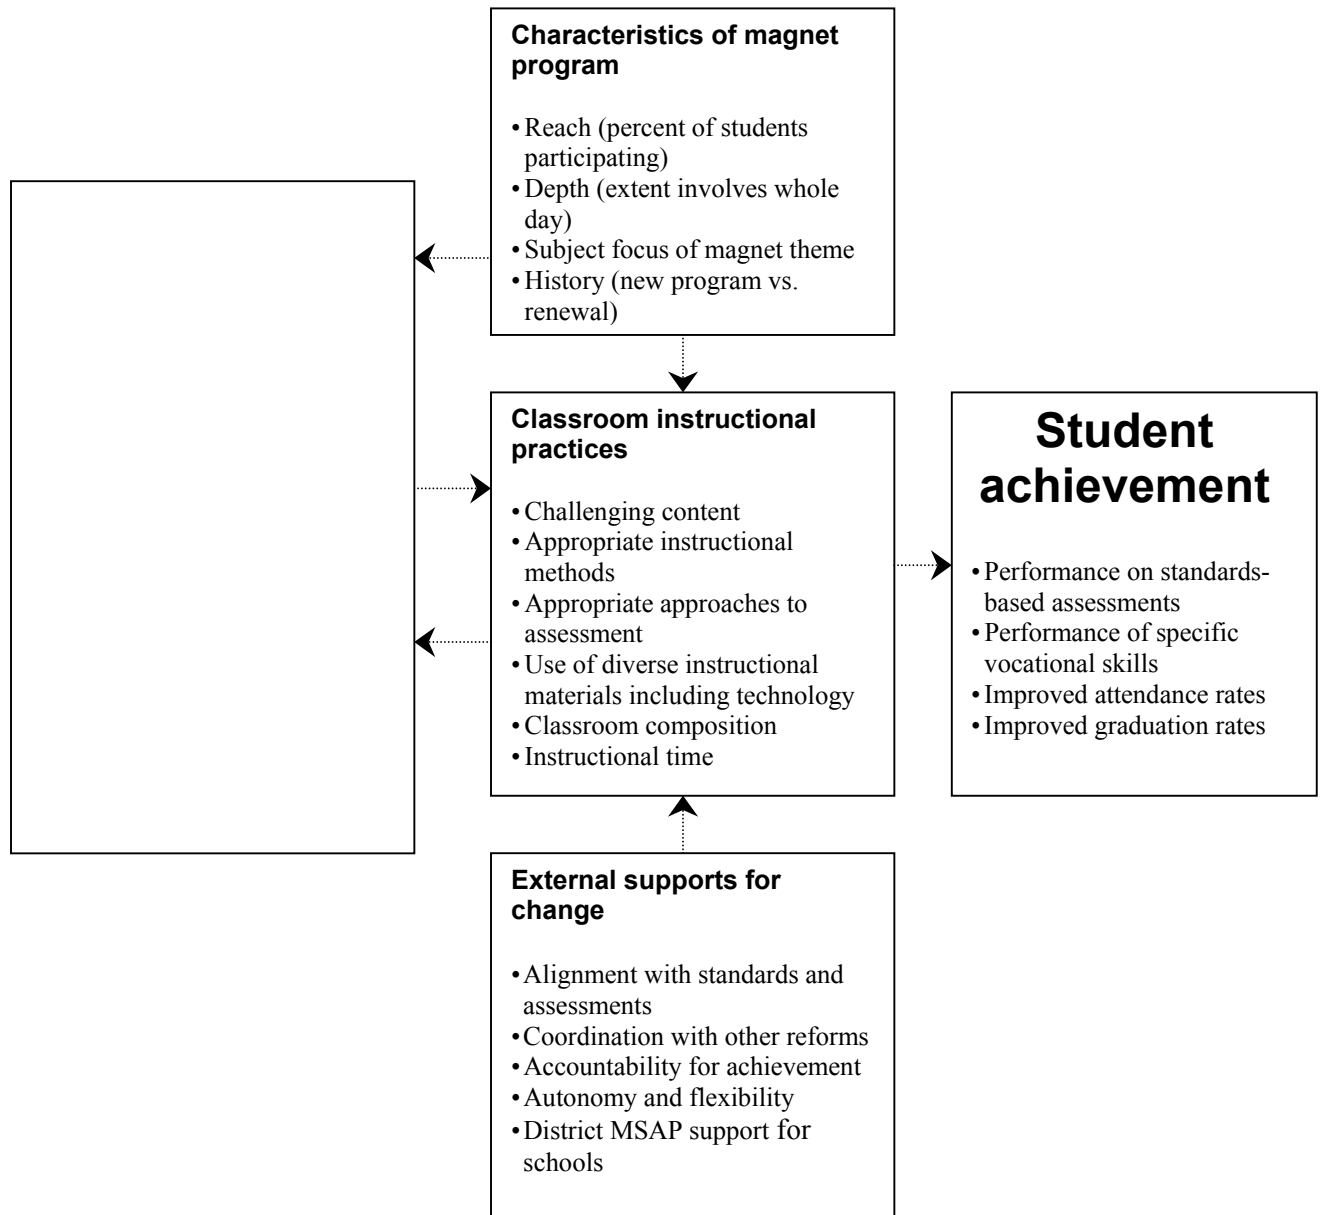 Characteristics of magnet
program
• Reach (percent of students
participating)
• Depth (extent involves whole
day)
• Subject focus of magnet theme
• History (new program vs.
renewal)
Classroom instructional
practices
• Challenging content
• Appropriate instructional
methods
• Appropriate approaches to
assessment
• Use of diverse instructional
materials including technology
• Classroom composition
• Instructional time
Student
achievement
• Performance on standards-
based assessments
• Performance of specific
vocational skills
• Improved attendance rates
• Improved graduation rates
External supports for
change
• Alignment with standards and
assessments
• Coordination with other reforms
• Accountability for achievement
• Autonomy and flexibility
• District MSAP support for
schools